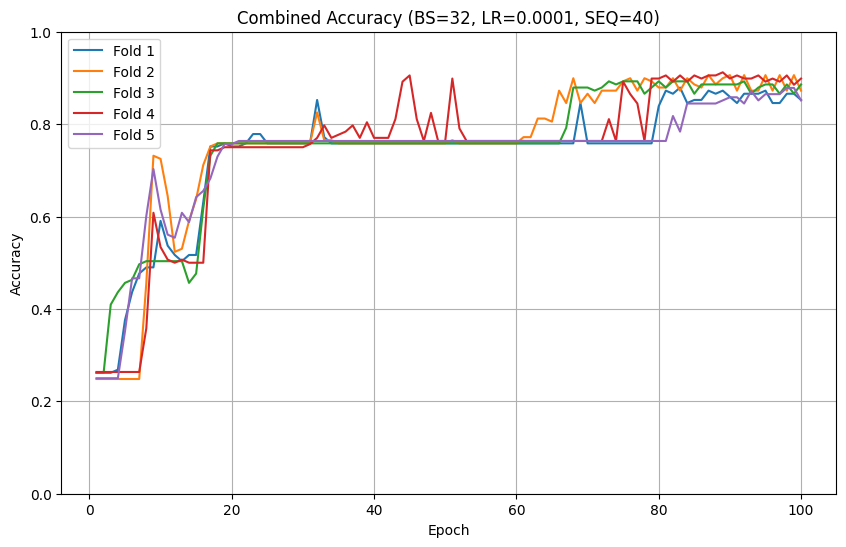 Combined Accuracy (BS=32, LR=0.0001, SEQ=40)
Fold 1
Fold 2
Fold 3
Fold 4
Fold 5
Accuracy
1.0
0.8
0.6
0.4
0.2
0.0
0 20 40 60 80 100
Epoch